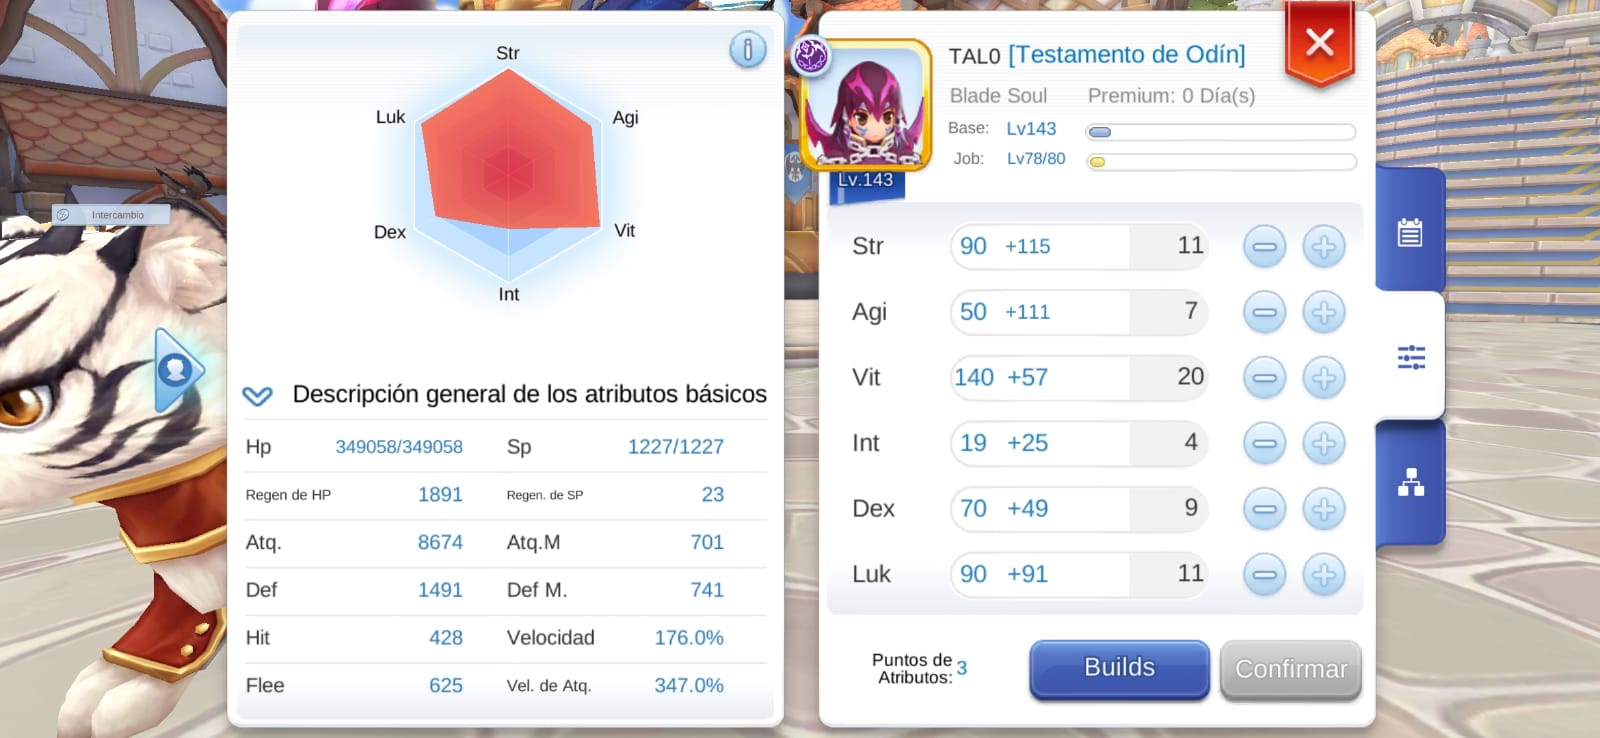 Intercambio
Str
Luk
Agi
Dex
Vit
Int
Descripción general de los atributos básicos
Hp 349058/349058 Sp 1227/1227
Regen de HP 1891 Regen. de SP 23
Atq. 8674 Atq.M 701
Def 1491 Def M. 741
Hit 428 Velocidad 176.0%
Flee 625 Vel. de Atq. 347.0%
TALO [Testamento de Odín]
Blade Soul Premium: 0 Día(s)
Base: Lv143
Job: Lv78/80
Lv.143
Str 90 +115 11
Agi 50 +111 7
Vit 140 +57 20
Int 19 +25 4
Dex 70 +49 9
Luk 90 +91 11
Puntos de
Atributos: 3
Builds
Confirmar